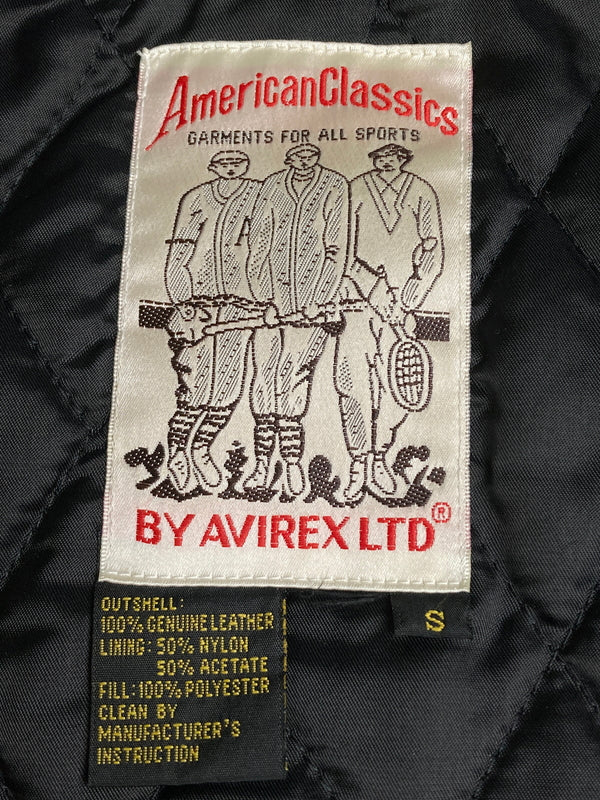 AmericanClassics
GARMENTS FOR ALL SPORTS
A
BY AVIREX LTD®
S
OUTSHELL:
100% GENUINE LEATHER
LINING: 50% NYLON
50% ACETATE
FILL: 100% POLYESTER
CLEAN BY
MANUFACTURER'S
INSTRUCTION